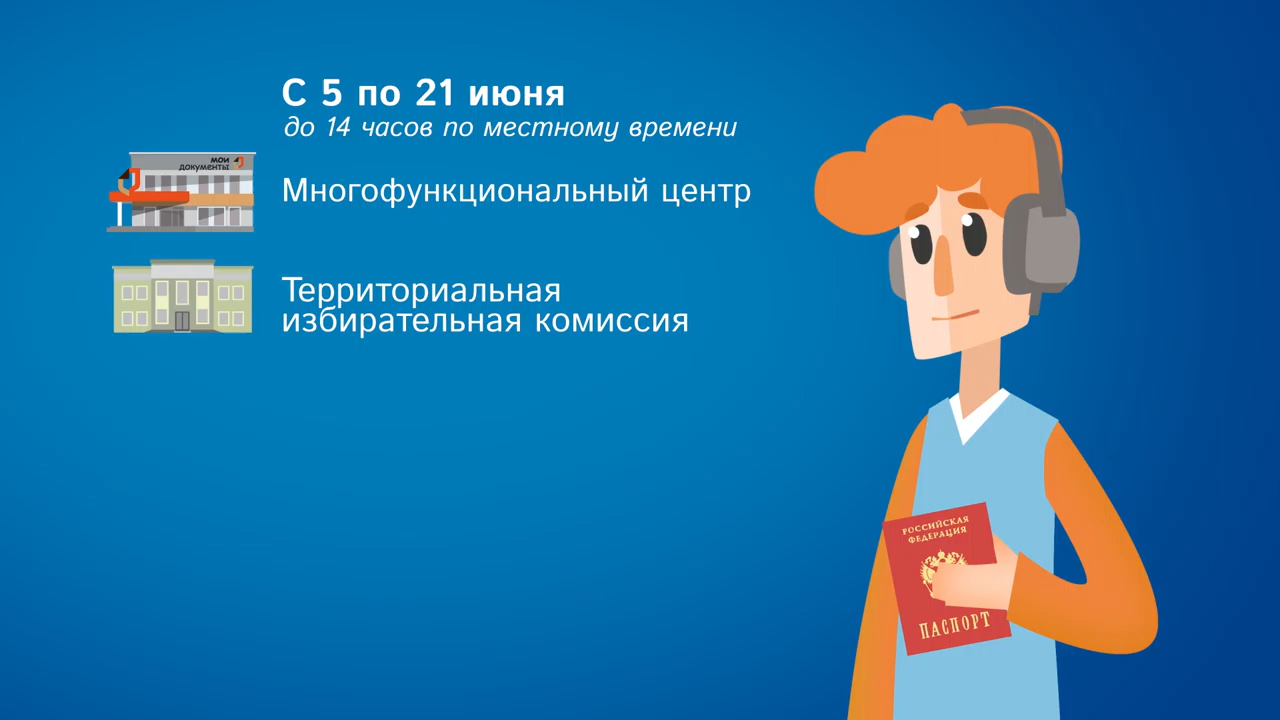 С 5 по 21 июня
до 14 часов по местному времени
мои
документы
Многофункциональный центр
Территориальная
избирательная комиссия
РОССИЙСКАЯ
ФЕДЕРАЦИЯ
ПАСПОРТ